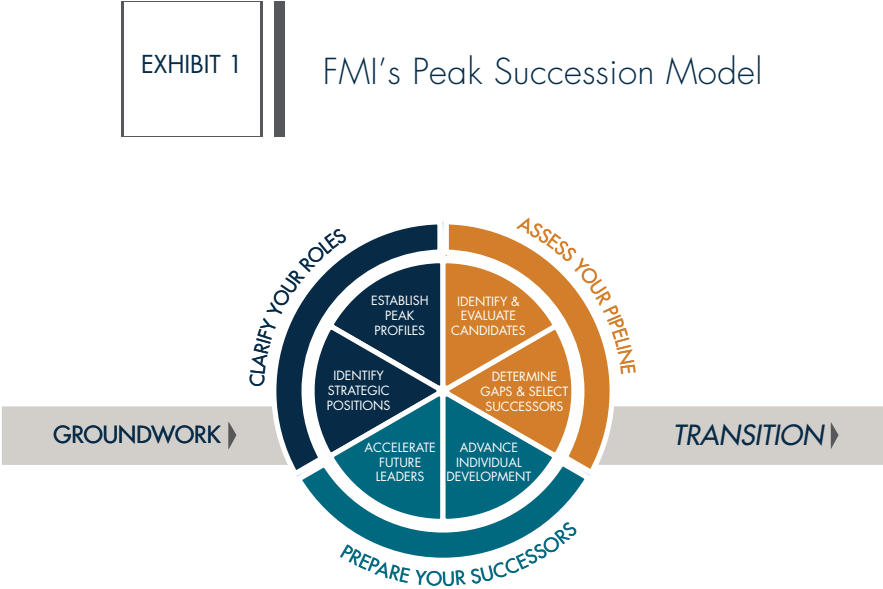 EXHIBIT 1
FMI's Peak Succession Model
CLARIFY YOUR ROLES
ASSESS YOUR PIPELINE
ESTABLISH
PEAK
PROFILES
IDENTIFY &
EVALUATE
CANDIDATES
IDENTIFY
STRATEGIC
POSITIONS
DETERMINE
GAPS & SELECT
SUCCESSORS
GROUNDWORK
TRANSITION
ACCELERATE
FUTURE
LEADERS
ADVANCE
INDIVIDUAL
DEVELOPMENT
PREPARE YOUR SUCCESSORS